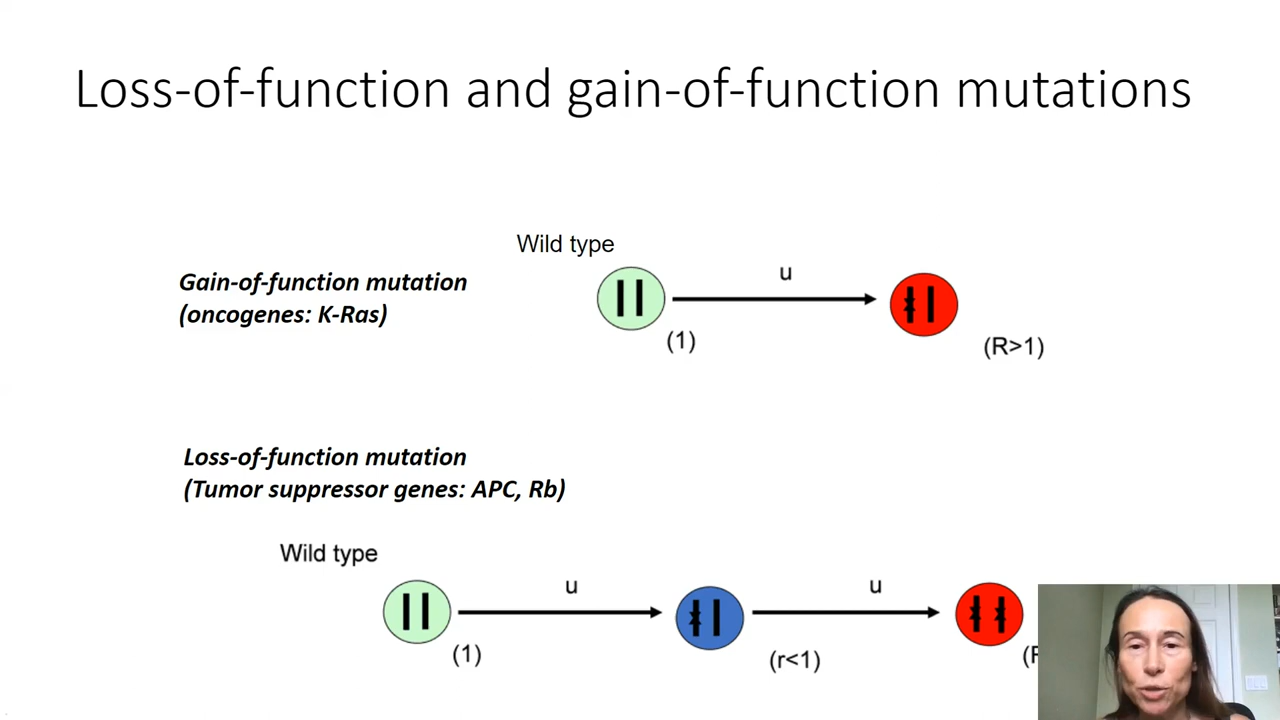 Loss-of-function and gain-of-function mutations
Wild type
Gain-of-function mutation
(oncogenes: K-Ras)
u
(1)
(R>1)
Loss-of-function mutation
(Tumor suppressor genes: APC, Rb)
Wild type
u
u
(1)
(r<1)